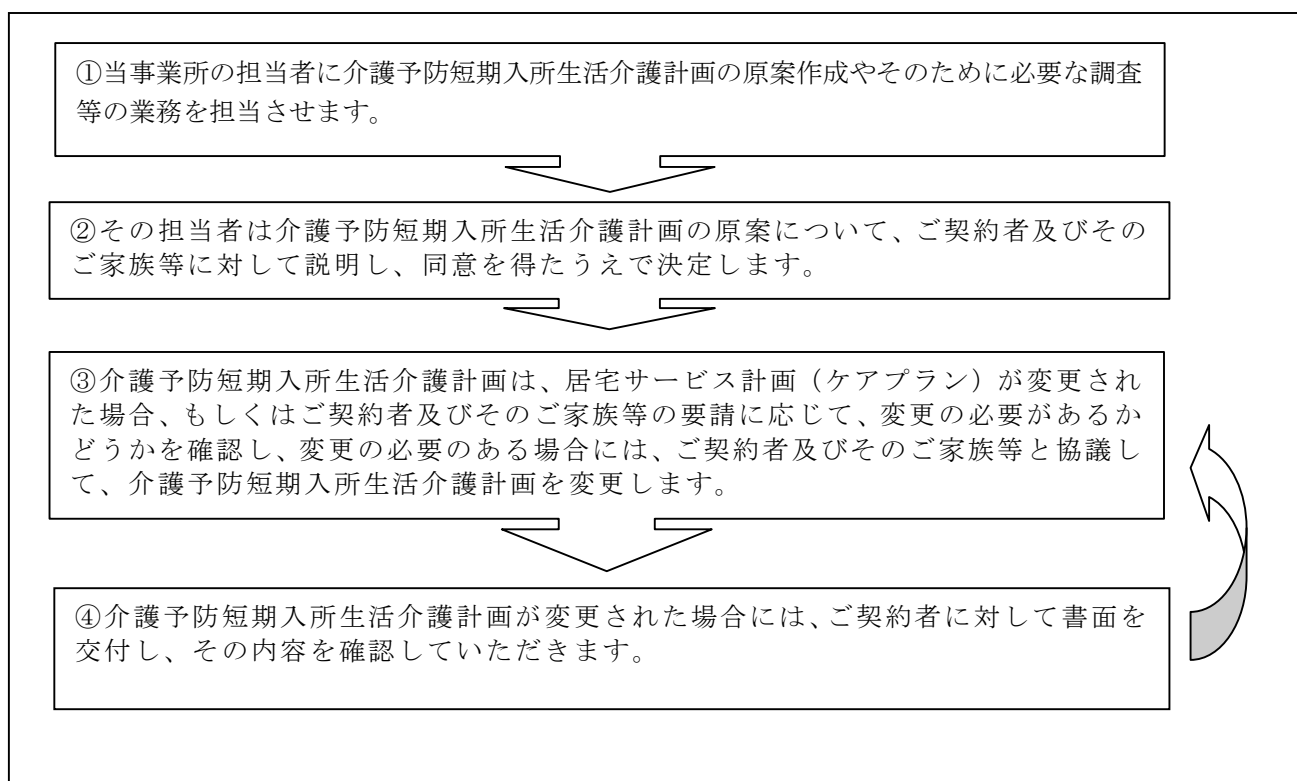 ①当事業所の担当者に介護予防短期入所生活介護計画の原案作成やそのために必要な調査
等の業務を担当させます。
②その担当者は介護予防短期入所生活介護計画の原案について、ご契約者及びその
ご家族等に対して説明し、同意を得たうえで決定します。
③介護予防短期入所生活介護計画は、居宅サービス計画（ケアプラン）が変更され
た場合、もしくはご契約者及びそのご家族等の要請に応じて、変更の必要があるか
どうかを確認し、変更の必要のある場合には、ご契約者及びそのご家族等と協議し
て、介護予防短期入所生活介護計画を変更します。
④介護予防短期入所生活介護計画が変更された場合には、ご契約者に対して書面を
交付し、その内容を確認していただきます。